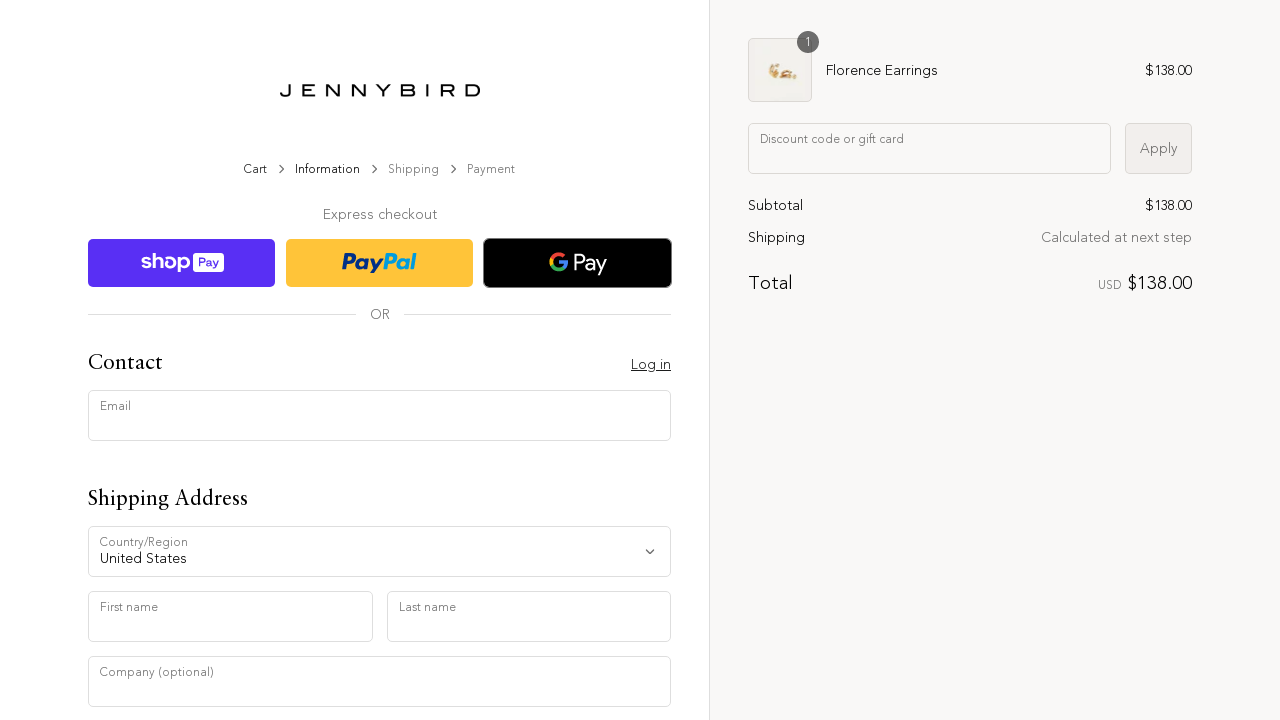 JENNYBIRD
Cart > Information > Shipping > Payment
Express checkout
shop Pay
PayPal
G Pay
OR
Contact
Log in
Email
Shipping Address
Country/Region
United States
First name
Last name
Company (optional)
1
Florence Earrings
$138.00
Discount code or gift card
Apply
Subtotal
$138.00
Shipping
Calculated at next step
Total
USD $138.00